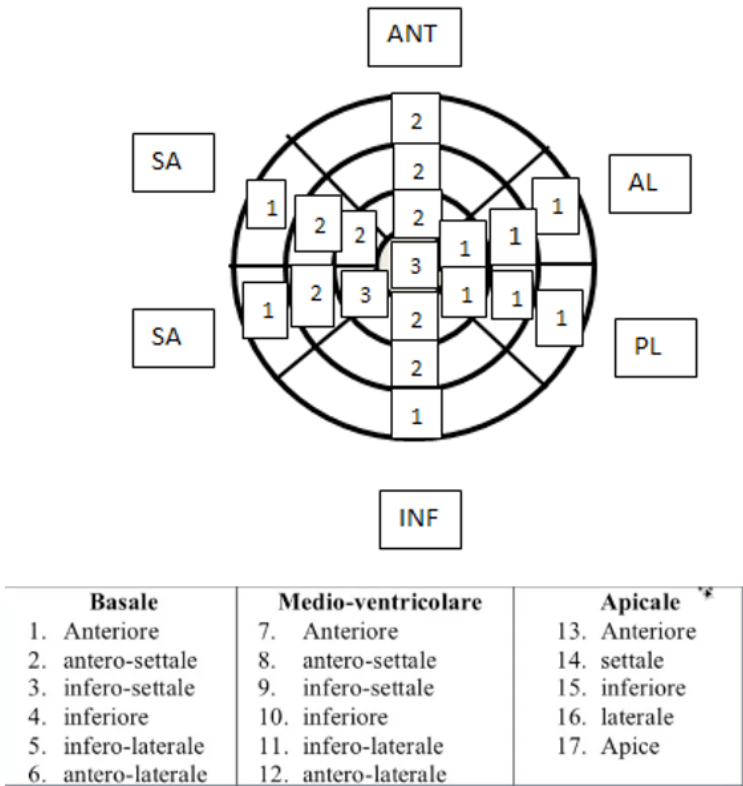 ANT
2
SA
2
AL
1
2
2
2
1
1
1
3
2
3
1
1
1
1
2
SA
PL
2
1
INF
Basale
1. Anteriore
2. antero-settale
3. infero-settale
4. inferiore
5. infero-laterale
6. antero-laterale
Medio-ventricolare
7. Anteriore
8. antero-settale
9. infero-settale
10. inferiore
11. infero-laterale
12. antero-laterale
Apicale
13. Anteriore
14. settale
15. inferiore
16. laterale
17. Apice